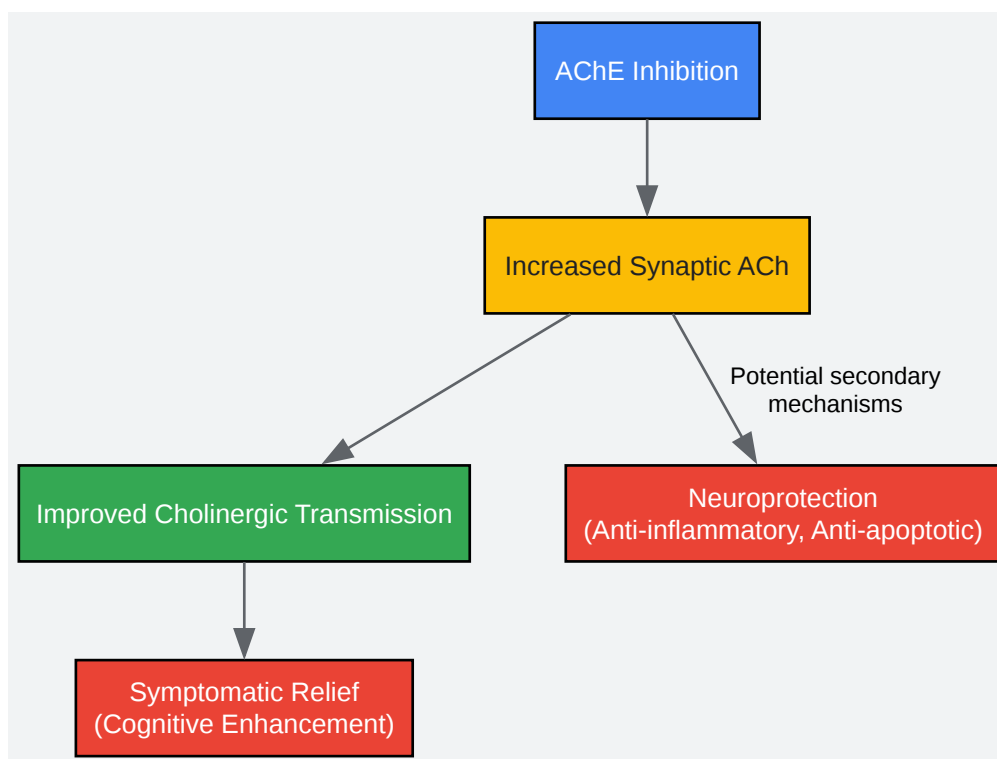 AChE Inhibition
Increased Synaptic ACh
Potential secondary
mechanisms
Improved Cholinergic Transmission
Neuroprotection
(Anti-inflammatory, Anti-apoptotic)
Symptomatic Relief
(Cognitive Enhancement)